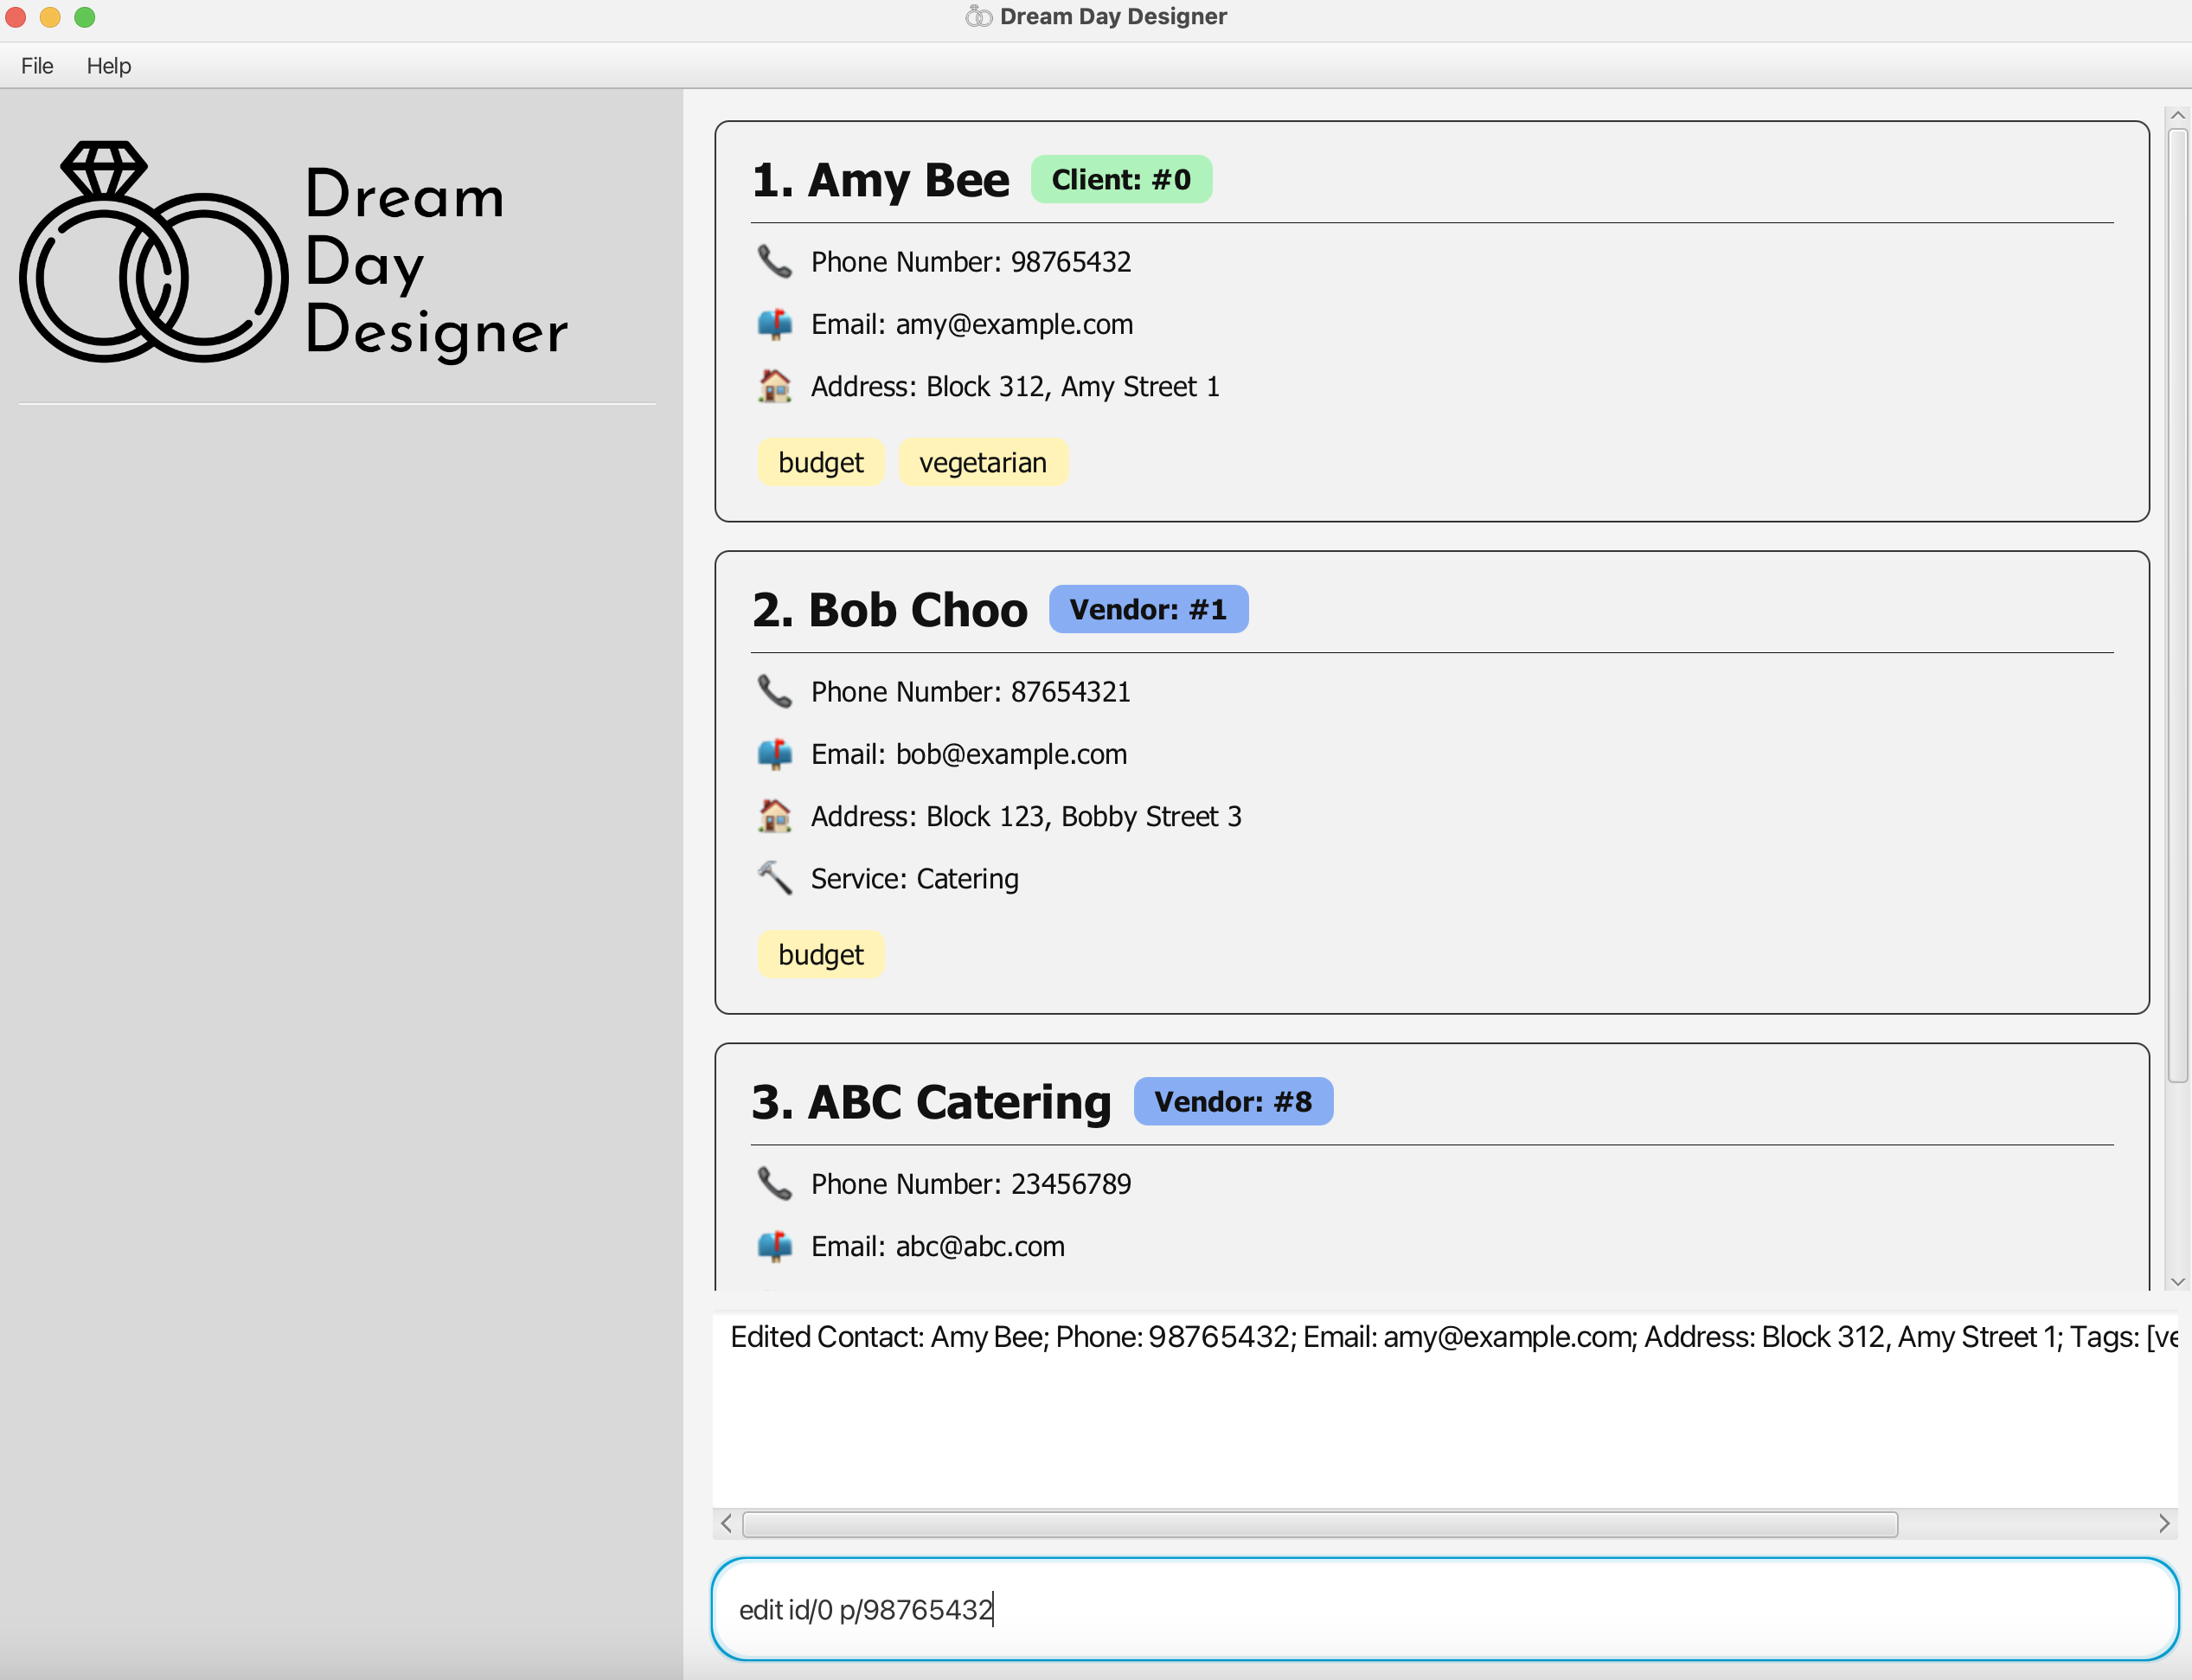 Dream Day Designer
File Help
Dream
Day
Designer
1. Amy Bee Client: #0
Phone Number: 98765432
Email: amy@example.com
Address: Block 312, Amy Street 1
budget vegetarian
2. Bob Choo Vendor: #1
Phone Number: 87654321
Email: bob@example.com
Address: Block 123, Bobby Street 3
Service: Catering
budget
3. ABC Catering Vendor: #8
Phone Number: 23456789
Email: abc@abc.com
Edited Contact: Amy Bee; Phone: 98765432; Email: amy@example.com; Address: Block 312, Amy Street 1; Tags: [ve
edit id/0 p/98765432